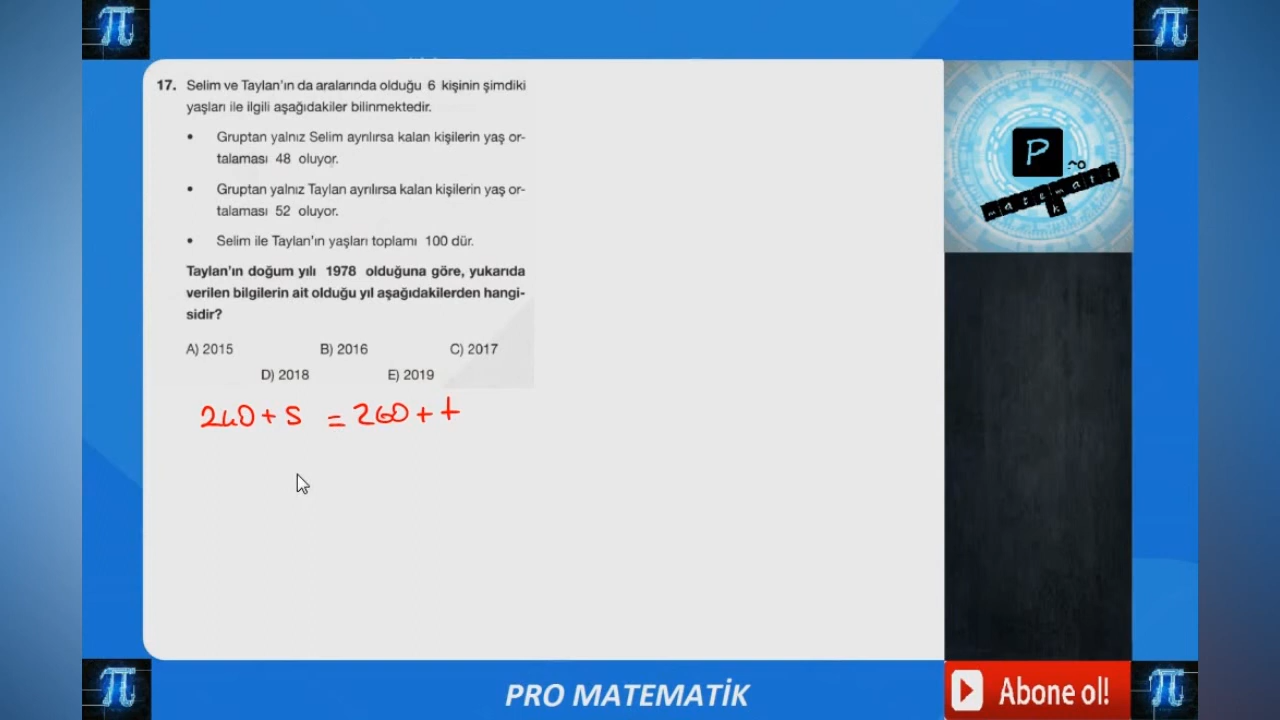 17. Selim ve Taylan'ın da aralarında olduğu 6 kişinin şimdiki
yaşları ile ilgili aşağıdakiler bilinmektedir.
• Gruptan yalnız Selim ayrılırsa kalan kişilerin yaş or-
talaması 48 oluyor.
• Gruptan yalnız Taylan ayrılırsa kalan kişilerin yaş or-
talaması 52 oluyor.
• Selim ile Taylan'ın yaşları toplamı 100 dür.
Taylan'ın doğum yılı 1978 olduğuna göre, yukarıda
verilen bilgilerin ait olduğu yıl aşağıdakilerden hangi-
sidir?
A) 2015 B) 2016 C) 2017
D) 2018 E) 2019
240 + S = 260 + t
P ~o
matematik
PRO MATEMATİK
Abone ol!
π
π
π
π